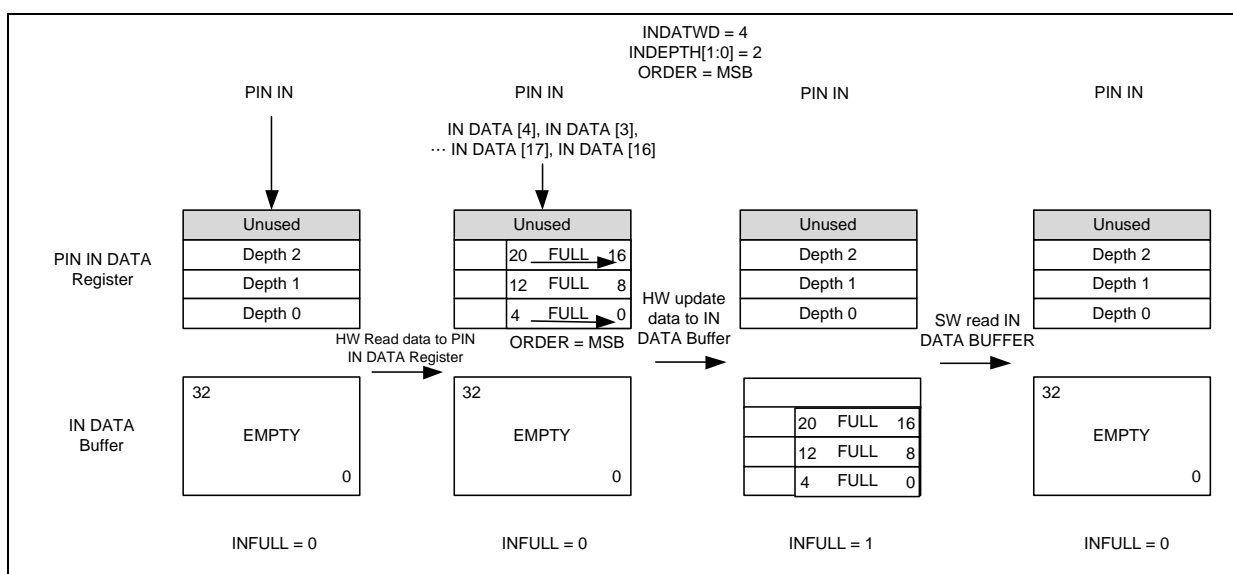 INDATWD = 4
INDEPTH[1:0] = 2
ORDER = MSB
PIN IN
PIN IN
PIN IN
PIN IN
IN DATA [4], IN DATA [3],
··· IN DATA [17], IN DATA [16]
PIN IN DATA
Register
Unused
Depth 2
Depth 1
Depth 0
HW Read data to PIN
IN DATA Register
Unused
20 FULL 16
12 FULL 8
4 FULL 0
ORDER = MSB
HW update
data to IN
DATA Buffer
Unused
Depth 2
Depth 1
Depth 0
SW read IN
DATA BUFFER
Unused
Depth 2
Depth 1
Depth 0
IN DATA
Buffer
32
EMPTY
0
32
EMPTY
0
20 FULL 16
12 FULL 8
4 FULL 0
32
EMPTY
0
INFULL = 0
INFULL = 0
INFULL = 1
INFULL = 0